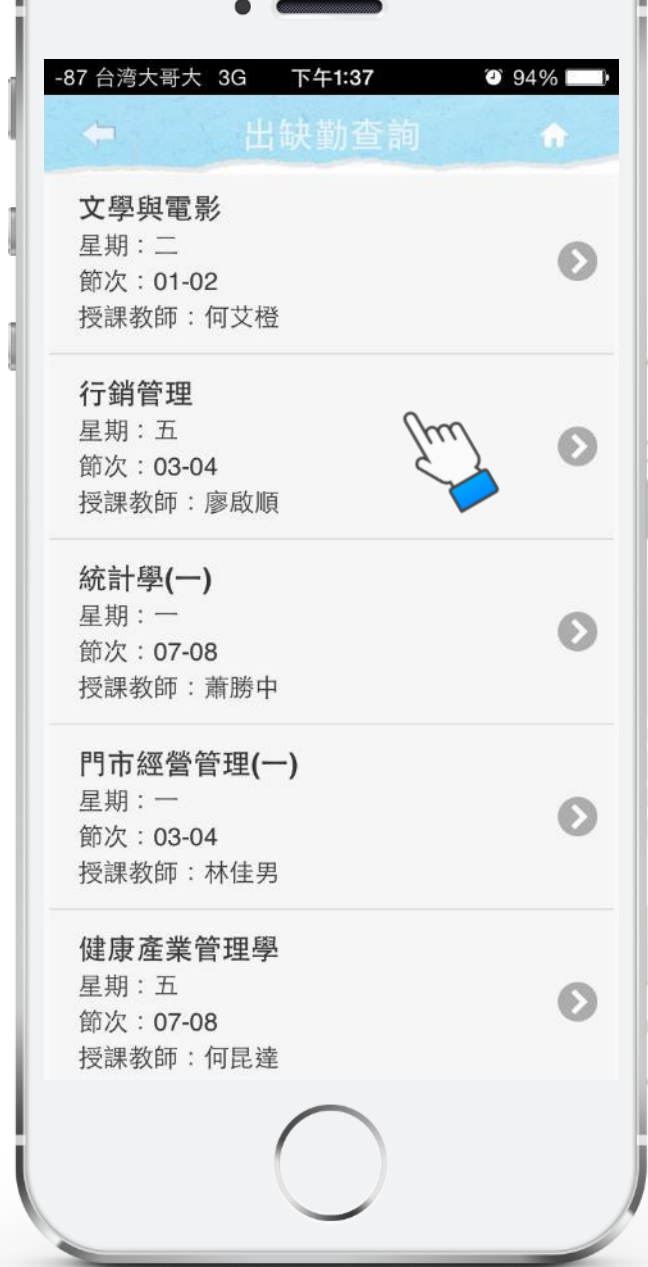 -87 台湾大哥大 3G 下午1:37 94%
出缺勤查詢
文學與電影
星期：二
節次：01-02
授課教師：何艾橙
行銷管理
星期：五
節次：03-04
授課教師：廖啟順
統計學(一)
星期：一
節次：07-08
授課教師：蕭勝中
門市經營管理(一)
星期：一
節次：03-04
授課教師：林佳男
健康產業管理學
星期：五
節次：07-08
授課教師：何昆達